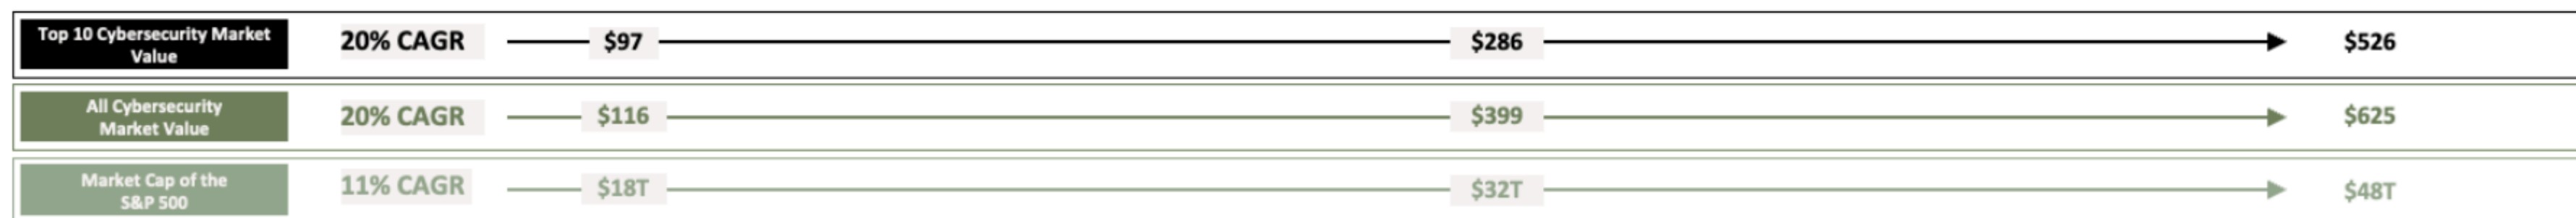 Top 10 Cybersecurity Market
Value
20% CAGR $97 $286 $526
All Cybersecurity
Market Value
20% CAGR $116 $399 $625
Market Cap of the
S&P 500
11% CAGR $18T $32T $48T